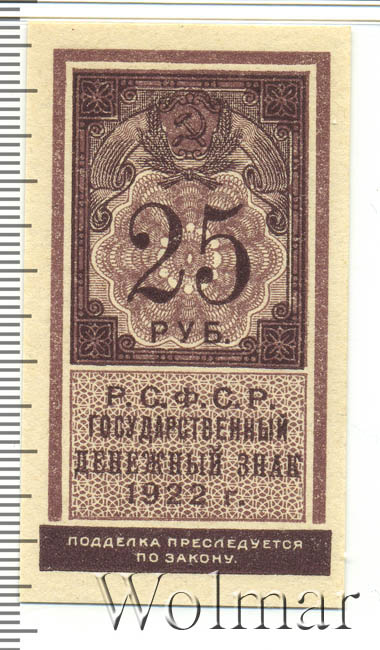 25
РУБ.
Р.С.Ф.С.Р.
ГОСУДАРСТВЕННЫЙ
ДЕНЕЖНЫЙ ЗНАК
1922 г.
ПОДДЕЛКА ПРЕСЛЕДУЕТСЯ
ПО ЗАКОНУ.
Wolmar